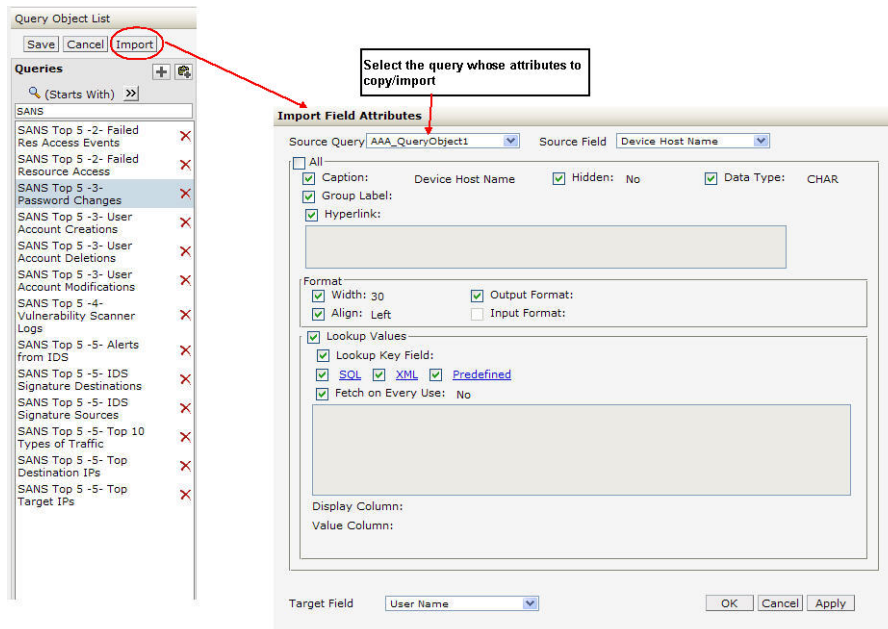 Query Object List
Save Cancel Import
Queries
(Starts With) >>
SANS
SANS Top 5 -2- Failed
Res Access Events
SANS Top 5 -2- Failed
Resource Access
SANS Top 5 -3-
Password Changes
SANS Top 5 -3- User
Account Creations
SANS Top 5 -3- User
Account Deletions
SANS Top 5 -3- User
Account Modifications
SANS Top 5 -4-
Vulnerability Scanner
Logs
SANS Top 5 -5- Alerts
from IDS
SANS Top 5 -5- IDS
Signature Destinations
SANS Top 5 -5- IDS
Signature Sources
SANS Top 5 -5- Top 10
Types of Traffic
SANS Top 5 -5- Top
Destination IPs
SANS Top 5 -5- Top
Target IPs
Select the query whose attributes to
copy/import
Import Field Attributes
Source Query AAA_QueryObject1 Source Field Device Host Name
All
Caption: Device Host Name Hidden: No Data Type: CHAR
Group Label:
Hyperlink:
Format
Width: 30 Output Format:
Align: Left Input Format:
Lookup Values
Lookup Key Field:
SQL XML Predefined
Fetch on Every Use: No
Display Column:
Value Column:
Target Field User Name OK Cancel Apply